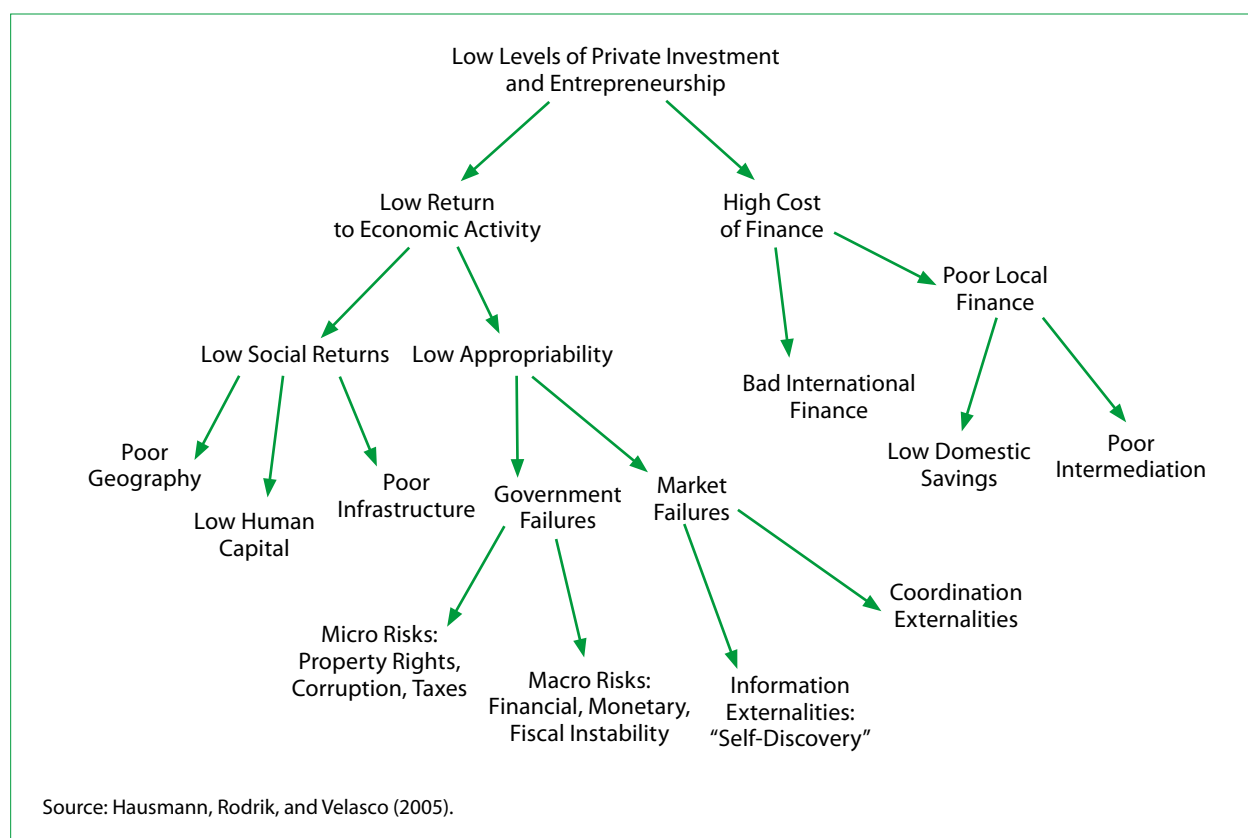 Low Levels of Private Investment
and Entrepreneurship
Low Return
to Economic Activity
High Cost
of Finance
Poor Local
Finance
Low Social Returns
Low Appropriability
Bad International
Finance
Low Domestic
Savings
Poor
Intermediation
Poor
Geography
Low Human
Capital
Poor
Infrastructure
Government
Failures
Market
Failures
Coordination
Externalities
Micro Risks:
Property Rights,
Corruption, Taxes
Macro Risks:
Financial, Monetary,
Fiscal Instability
Information
Externalities:
“Self-Discovery”
Source: Hausmann, Rodrik, and Velasco (2005).